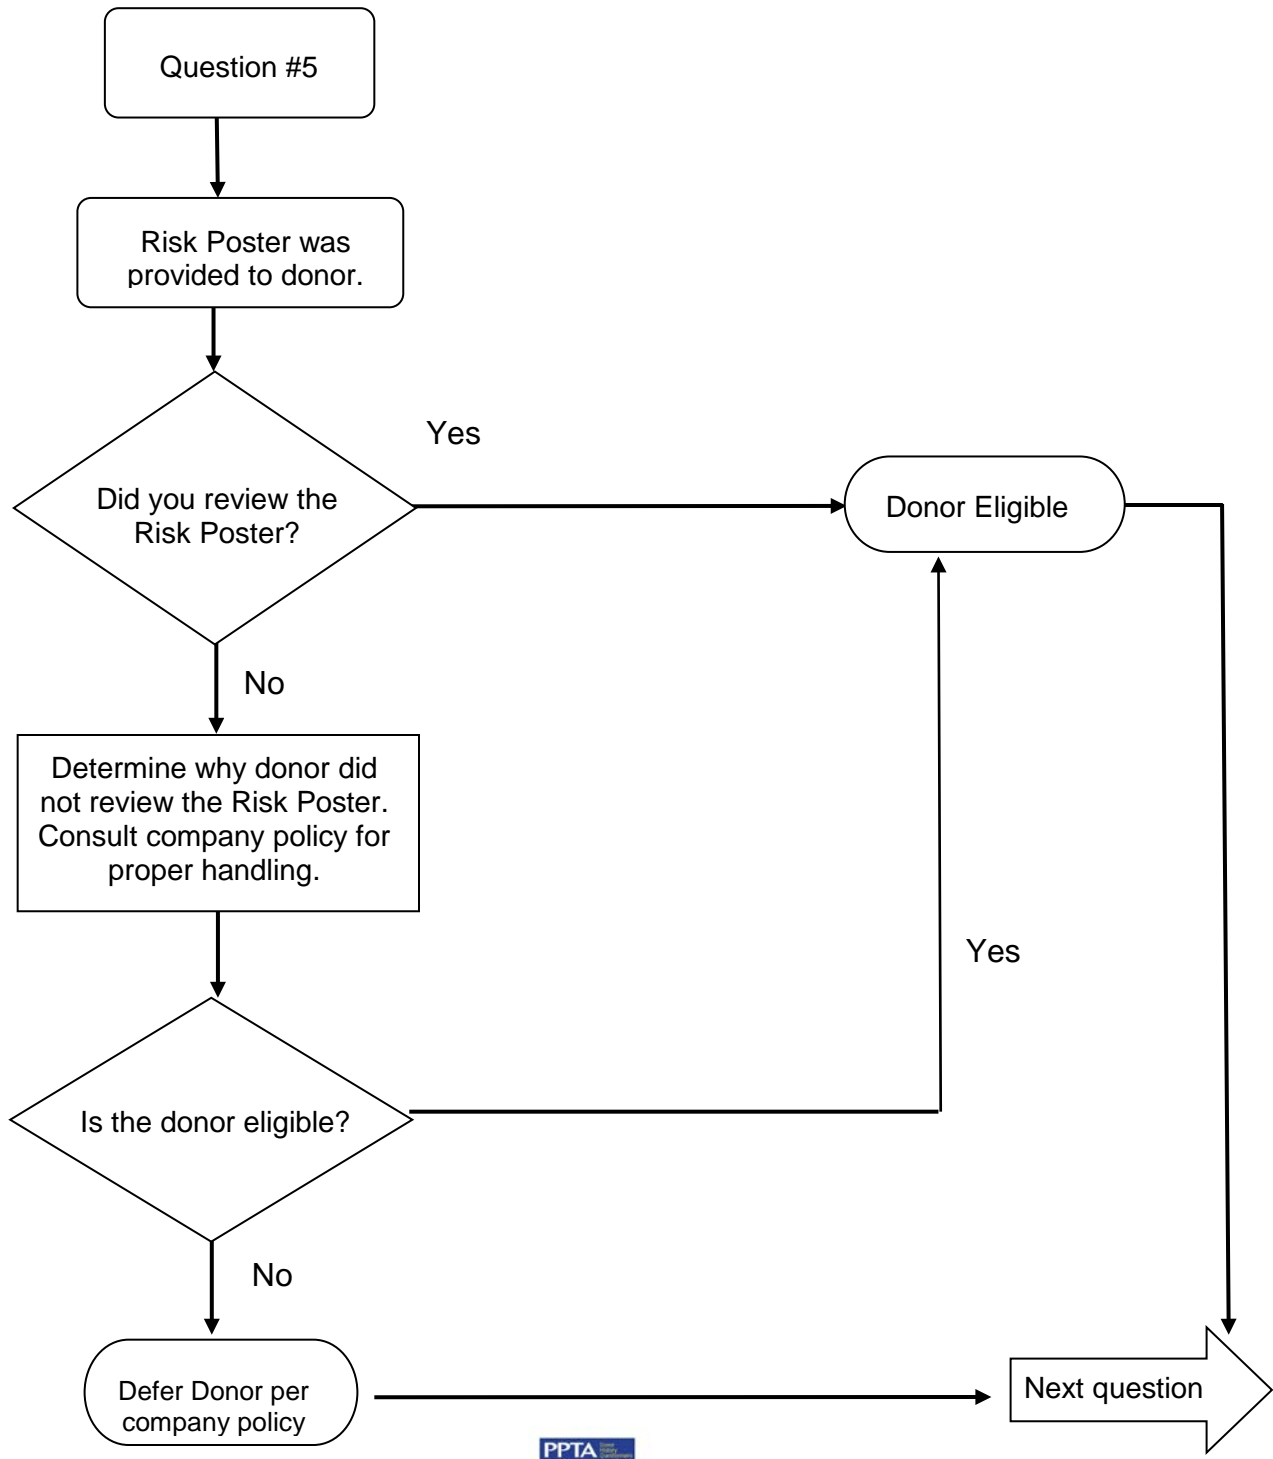 Question #5
Risk Poster was
provided to donor.
Yes
Did you review the
Risk Poster?
Donor Eligible
No
Determine why donor did
not review the Risk Poster.
Consult company policy for
proper handling.
Yes
Is the donor eligible?
No
Defer Donor per
company policy
Next question
PPTA